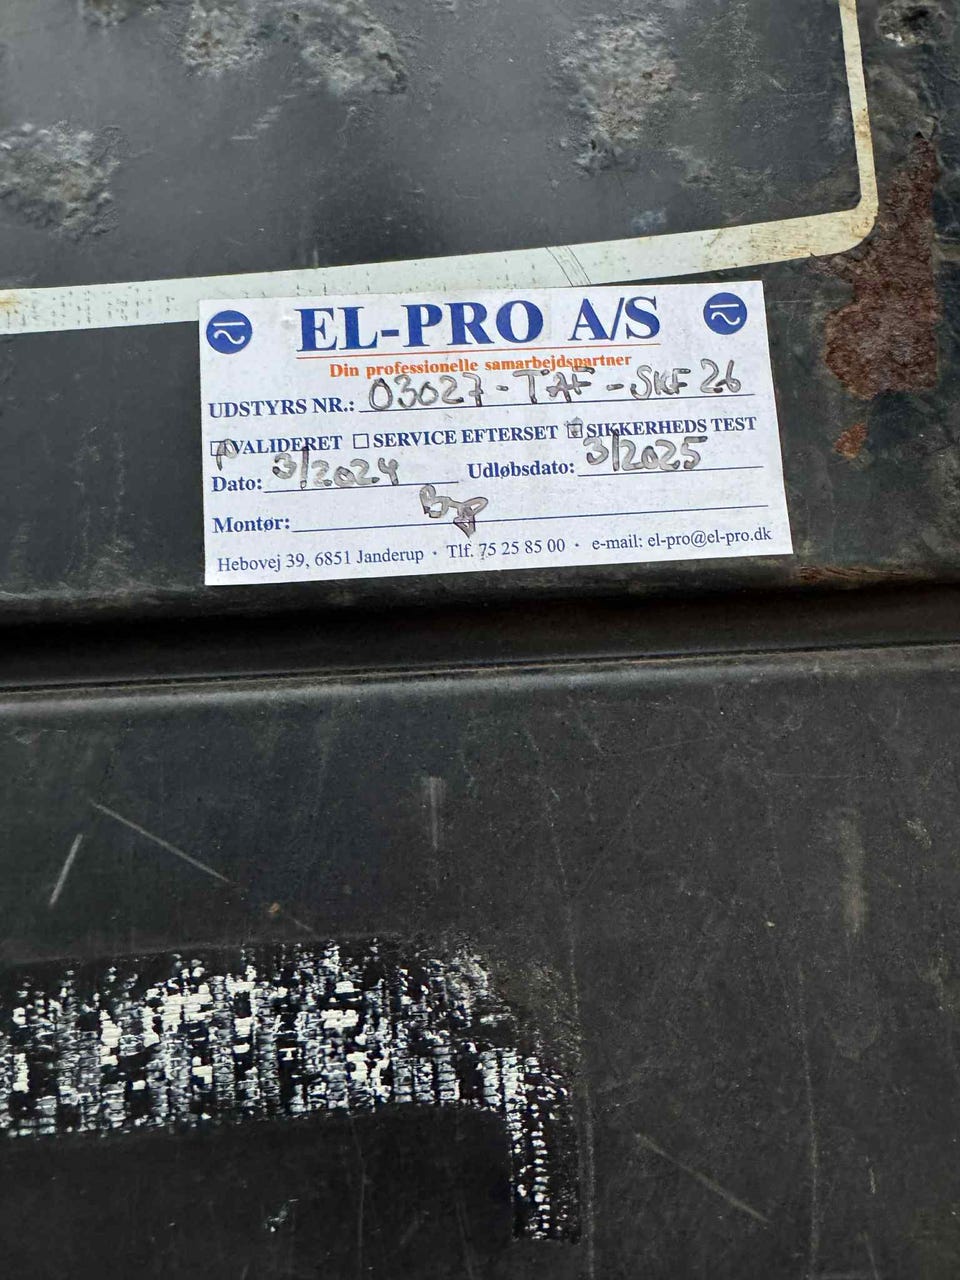 EL-PRO A/S
Din professionelle samarbejdspartner
UDSTYRS NR.: 03027-TAF-SKF26
VALIDERET SERVICE EFTERSET SIKKERHEDS TEST
Dato: 3/2024 Udløbsdato: 3/2025
Montør:
Hebovej 39, 6851 Janderup · Tlf. 75 25 85 00 · e-mail: el-pro@el-pro.dk